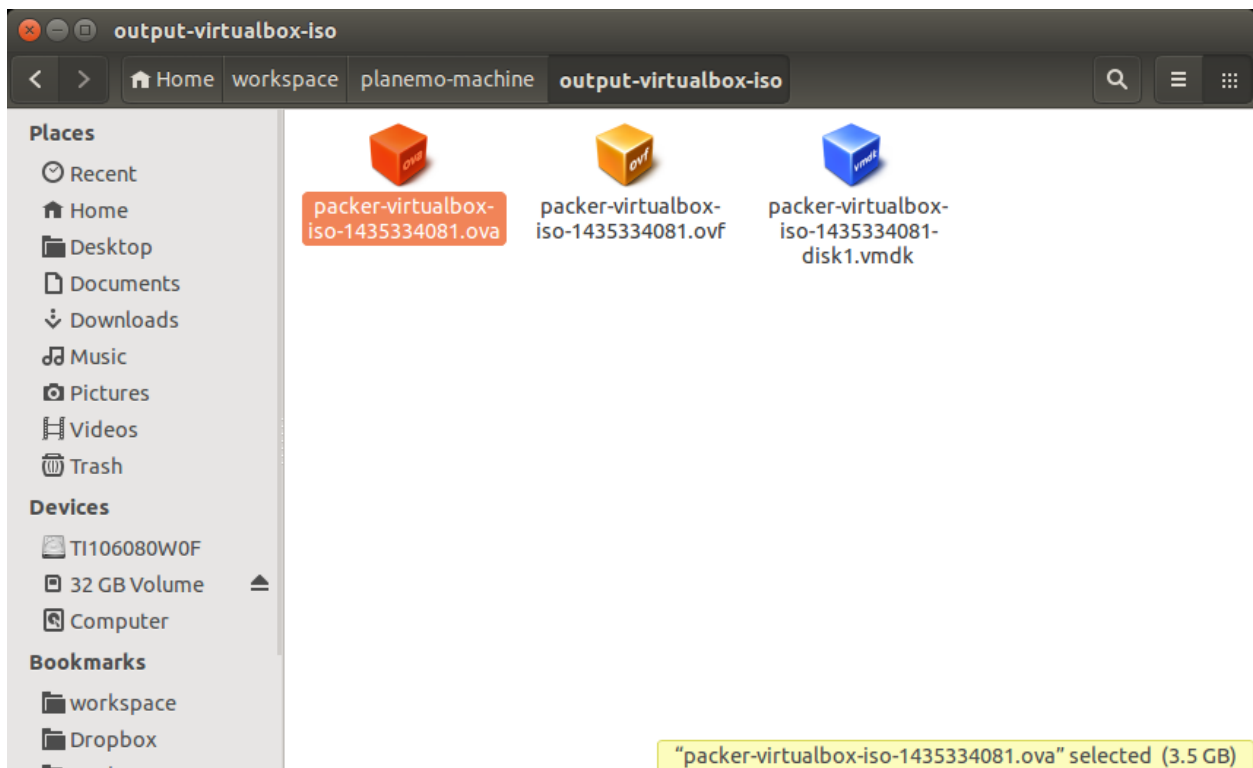 output-virtualbox-iso
Home workspace planemo-machine output-virtualbox-iso
Places
Recent
Home
Desktop
Documents
Downloads
Music
Pictures
Videos
Trash
Devices
TI106080W0F
32 GB Volume
Computer
Bookmarks
workspace
Dropbox
ova
packer-virtualbox-
iso-1435334081.ova
ovf
packer-virtualbox-
iso-1435334081.ovf
vmdk
packer-virtualbox-
iso-1435334081-
disk1.vmdk
“packer-virtualbox-iso-1435334081.ova” selected (3.5 GB)